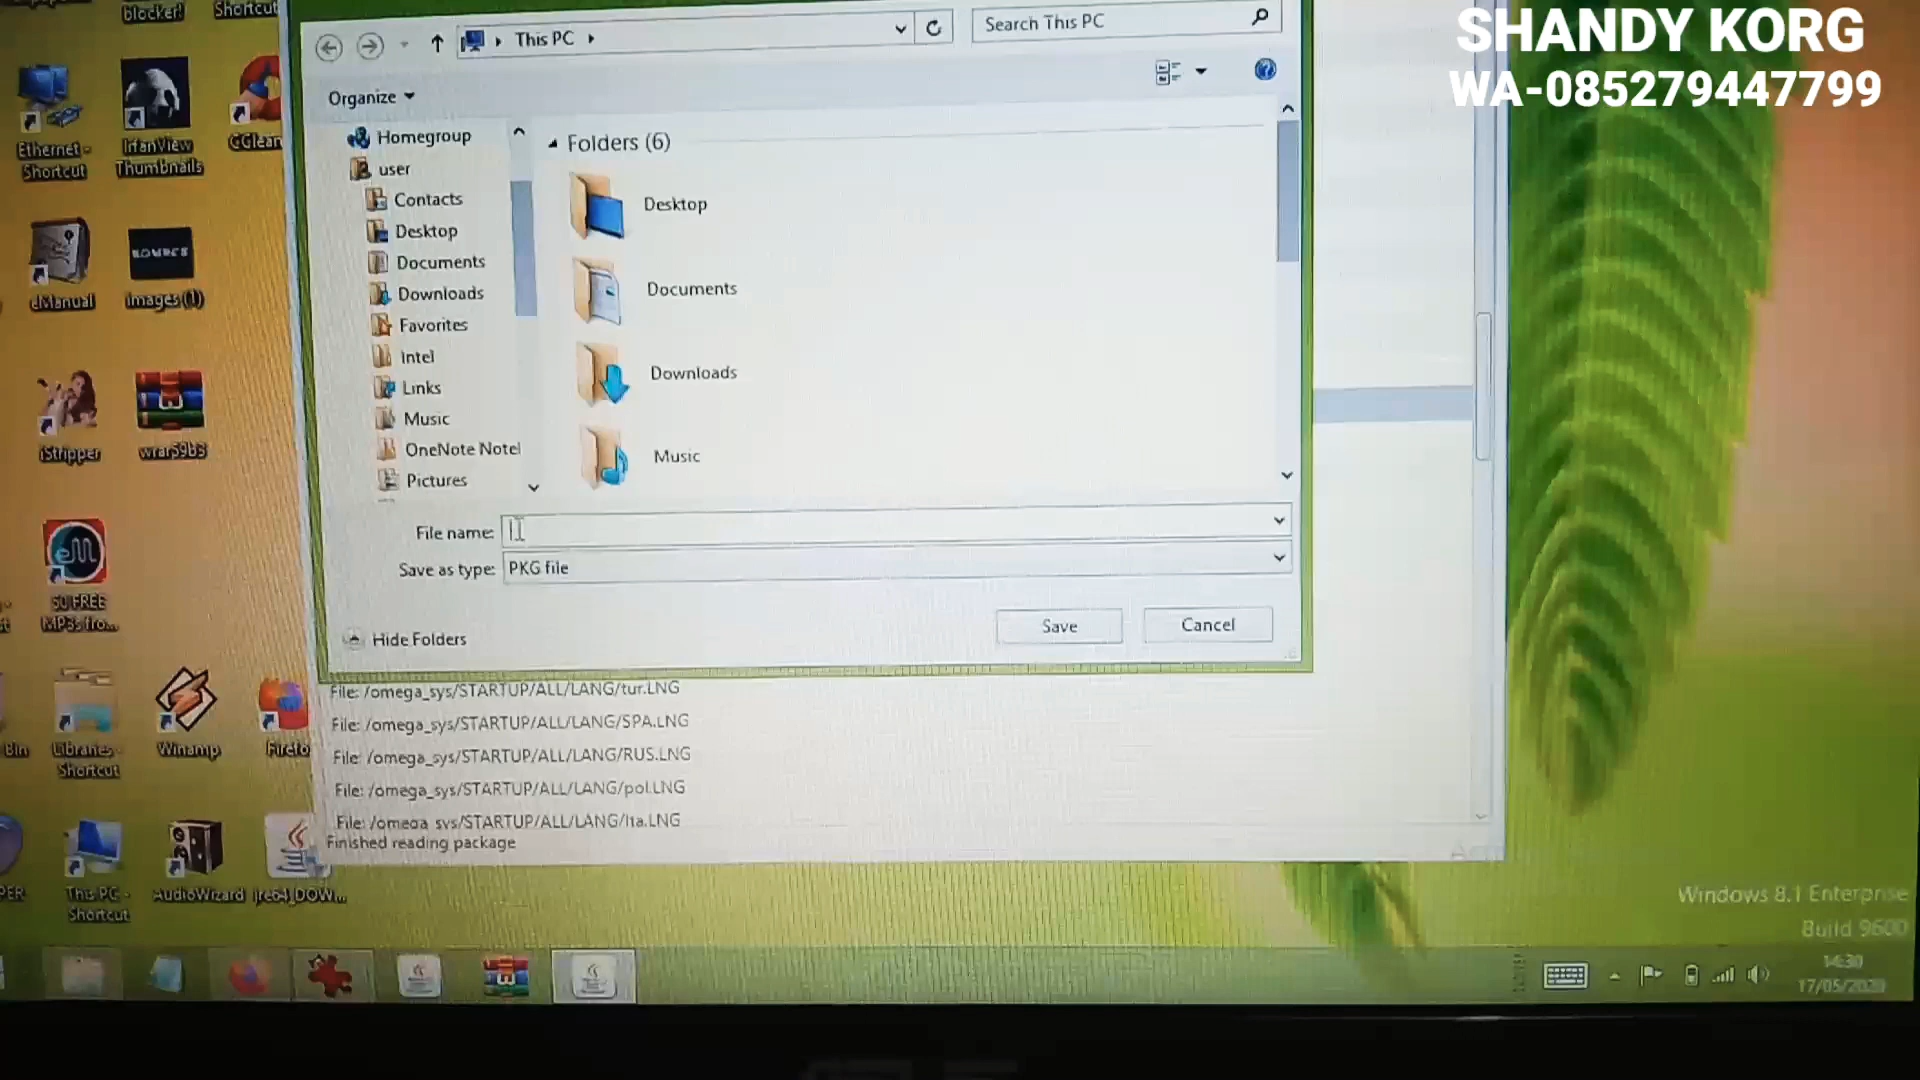 SHANDY KORG
WA-085279447799
blocker!
Shortcut
This PC
Search This PC
Organize
Homegroup
user
Contacts
Desktop
Documents
Downloads
Favorites
Intel
Links
Music
OneNote Notel
Pictures
Folders (6)
Desktop
Documents
Downloads
Music
File name:
Save as type: PKG file
Hide Folders
Save
Cancel
File: /omega_sys/STARTUP/ALL/LANG/tur.LNG
File: /omega_sys/STARTUP/ALL/LANG/SPA.LNG
File: /omega_sys/STARTUP/ALL/LANG/RUS.LNG
File: /omega_sys/STARTUP/ALL/LANG/pol.LNG
File: /omega_sys/STARTUP/ALL/LANG/Ita.LNG
Finished reading package
Ethernet -
Shortcut
IrfanView
Thumbnails
CClean
eManual
images (1)
iStripper
wrar59b3
50 FREE
MP3s fro...
Bin
Libraries -
Shortcut
Winamp
Firefo
PER
This PC -
Shortcut
AudioWizard
jre64_DOW...
Windows 8.1 Enterprise
Build 9600
14:30
17/05/2020